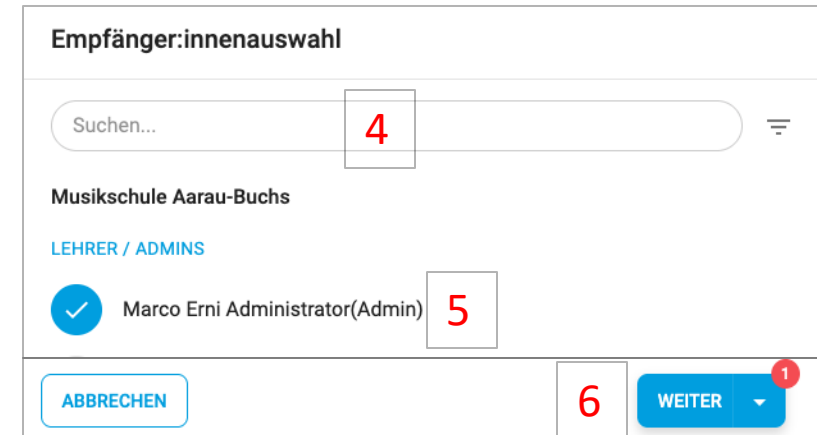 Empfänger:innenauswahl
Suchen... 4
Musikschule Aarau-Buchs
LEHRER / ADMINS
Marco Erni Administrator(Admin) 5
ABBRECHEN 6 WEITER 1